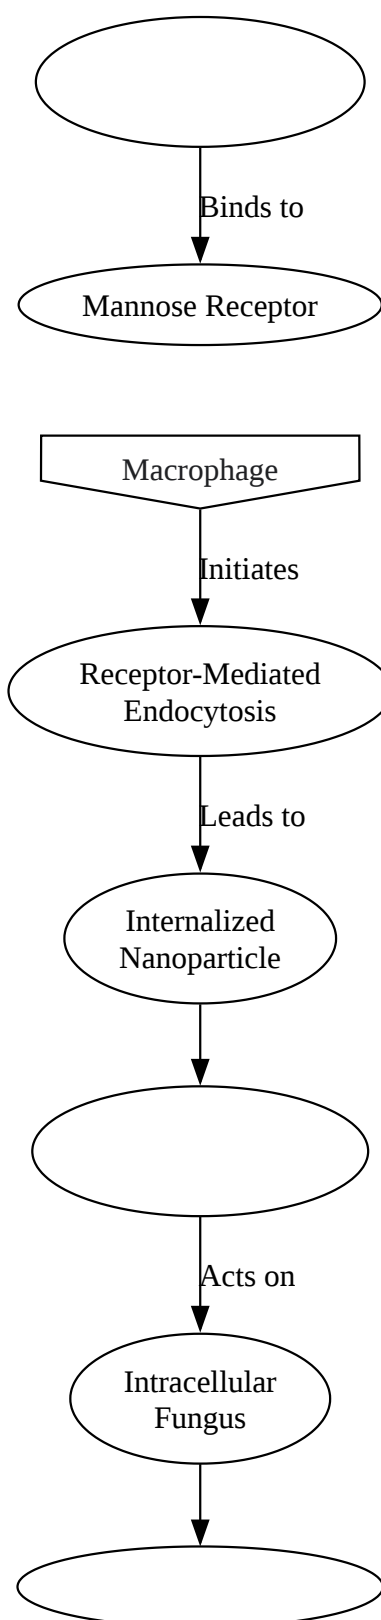 Binds to
Mannose Receptor
Macrophage
Initiates
Receptor-Mediated
Endocytosis
Leads to
Internalized
Nanoparticle
Acts on
Intracellular
Fungus